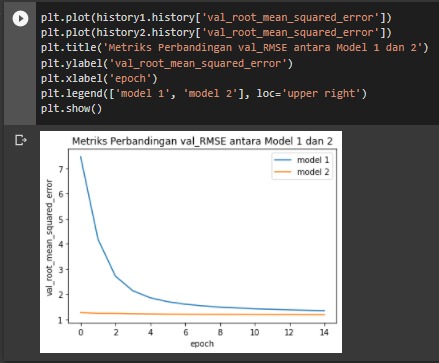 plt.plot(history1.history['val_root_mean_squared_error'])
plt.plot(history2.history['val_root_mean_squared_error'])
plt.title('Metriks Perbandingan val_RMSE antara Model 1 dan 2')
plt.ylabel('val_root_mean_squared_error')
plt.xlabel('epoch')
plt.legend(['model 1', 'model 2'], loc='upper right')
plt.show()
Metriks Perbandingan val_RMSE antara Model 1 dan 2
model 1
model 2
val_root_mean_squared_error
7
6
5
4
3
2
1
0 2 4 6 8 10 12 14
epoch